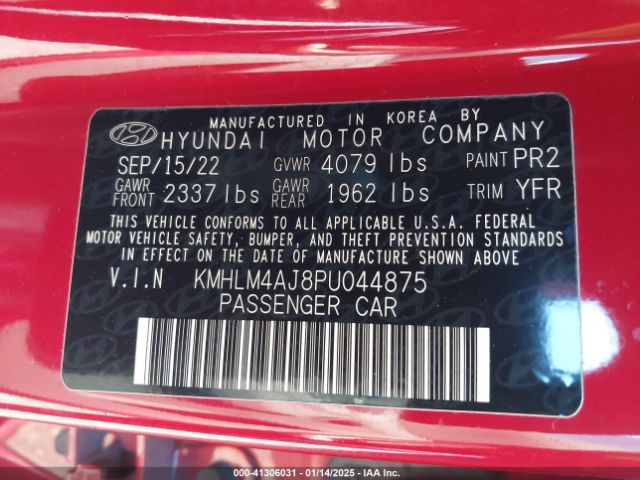 MANUFACTURED IN KOREA BY
HYUNDAI MOTOR COMPANY
SEP/15/22 GVWR 4079 lbs PAINT PR2
GAWR FRONT 2337 lbs GAWR REAR 1962 lbs TRIM YFR
THIS VEHICLE CONFORMS TO ALL APPLICABLE U.S.A. FEDERAL
MOTOR VEHICLE SAFETY, BUMPER, AND THEFT PREVENTION STANDARDS
IN EFFECT ON THE DATE OF MANUFACTURE SHOWN ABOVE
V.I.N KMHLM4AJ8PU044875
PASSENGER CAR
000-41306031 - 01/14/2025 - IAA Inc.